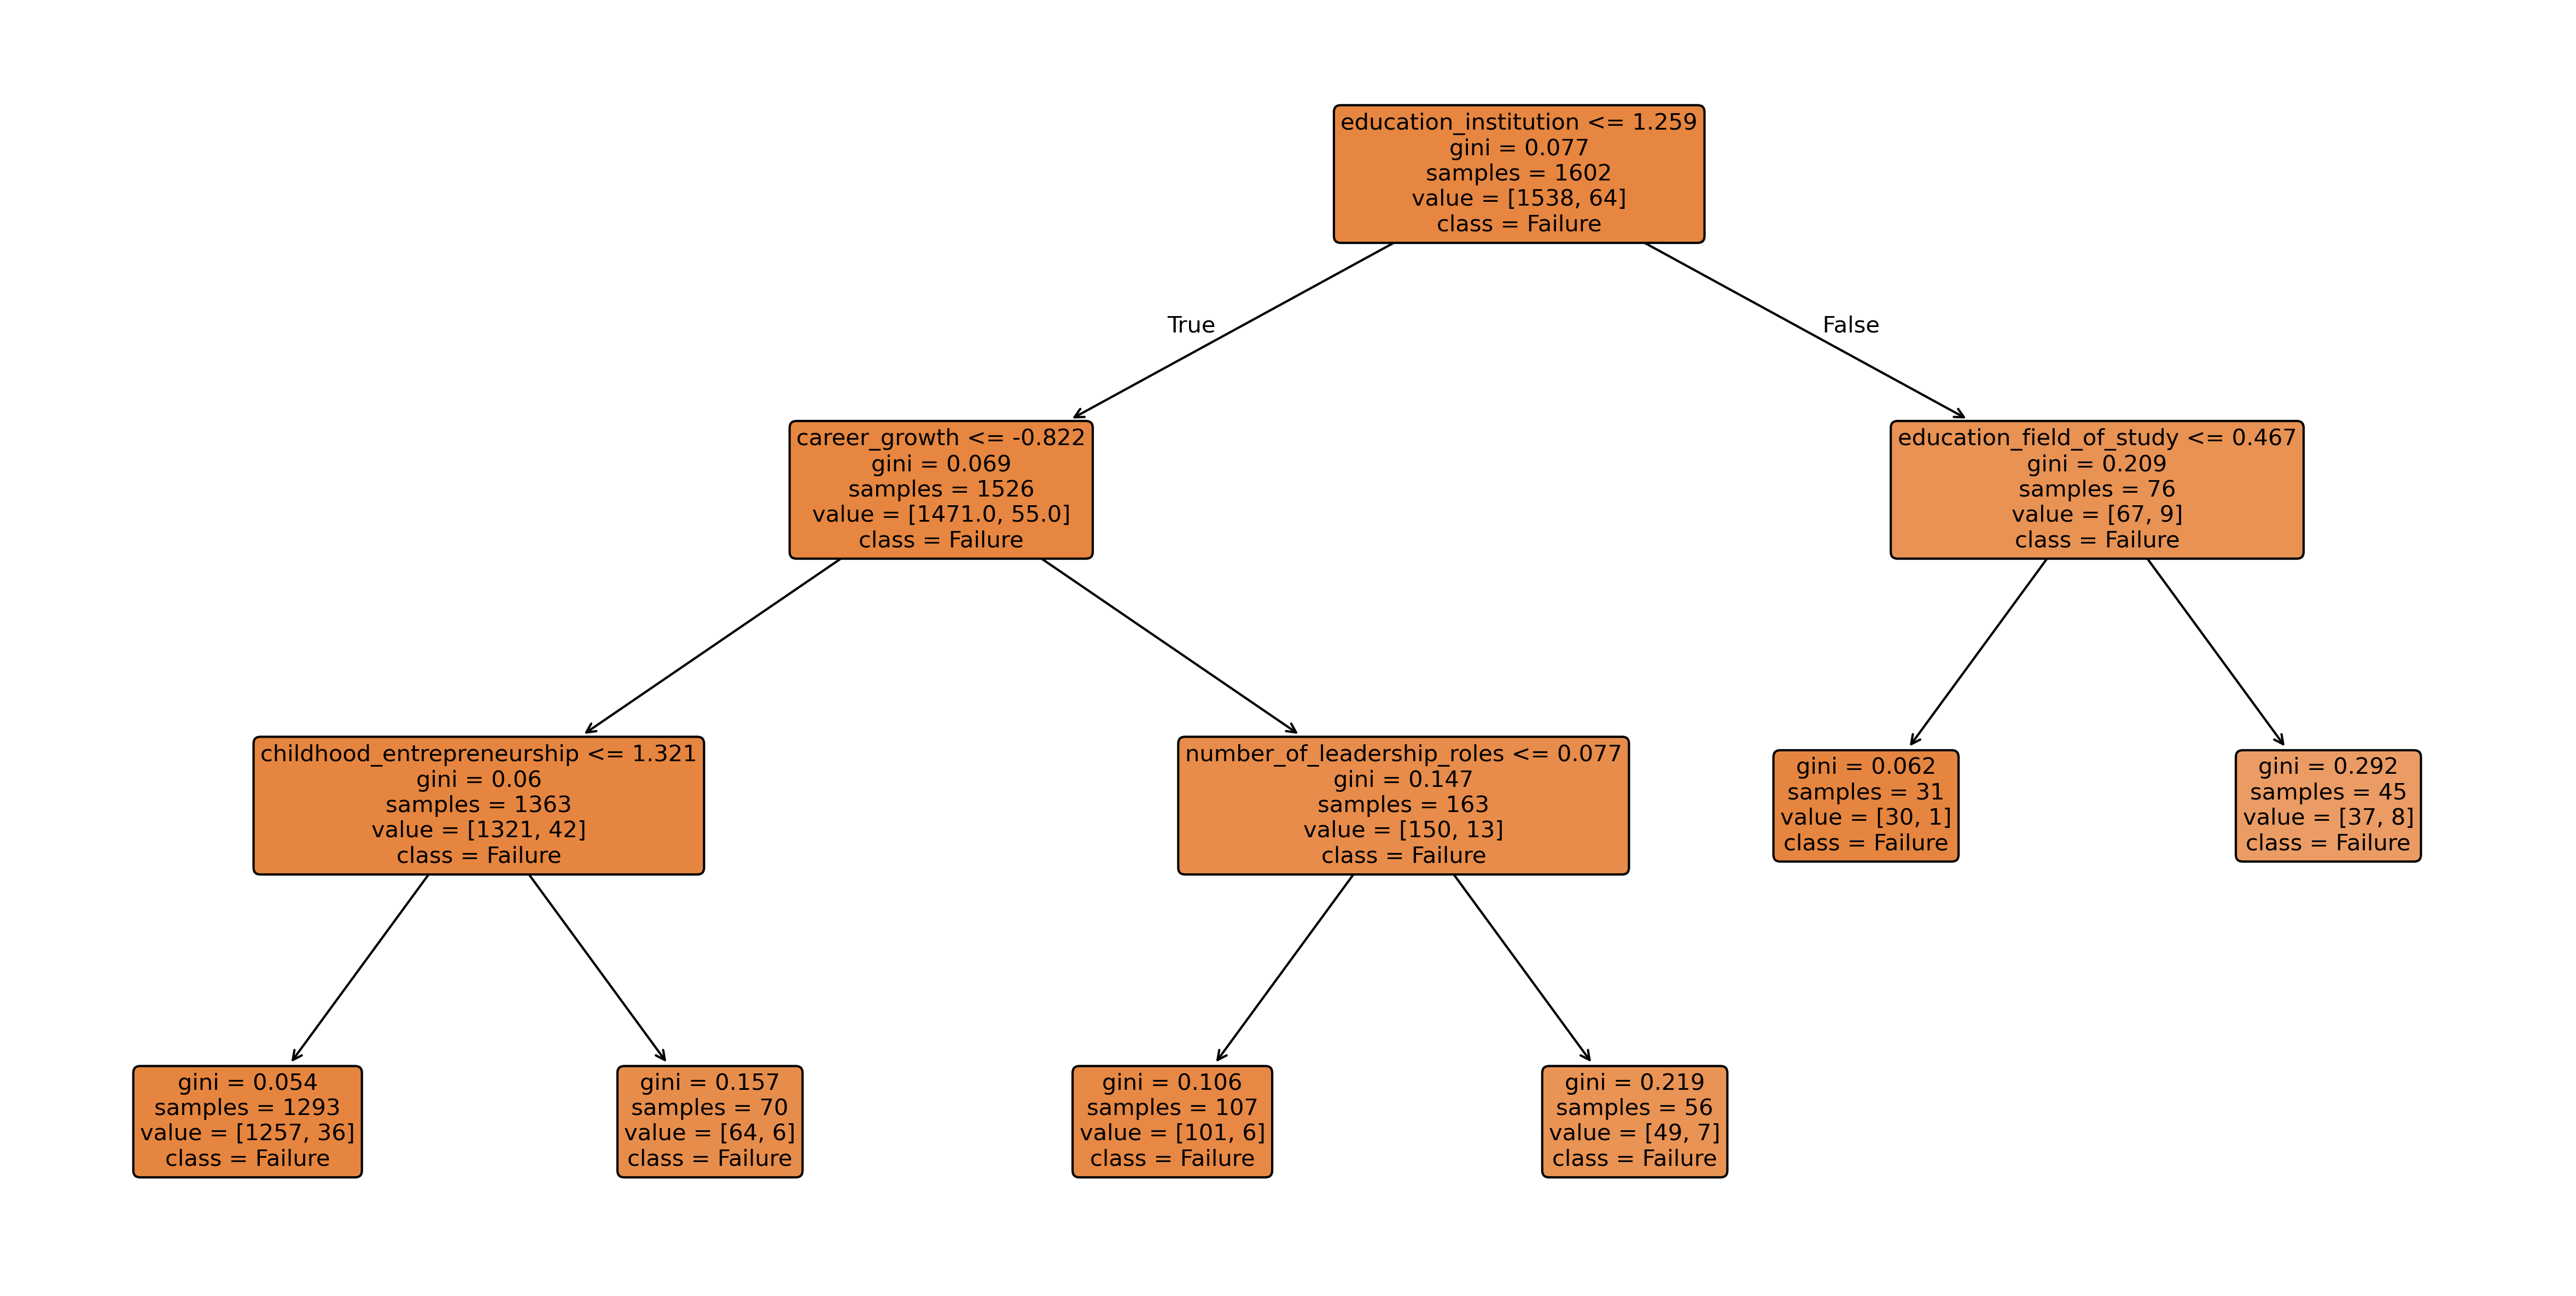 education_institution <= 1.259
gini = 0.077
samples = 1602
value = [1538, 64]
class = Failure
True
False
career_growth <= -0.822
gini = 0.069
samples = 1526
value = [1471.0, 55.0]
class = Failure
education_field_of_study <= 0.467
gini = 0.209
samples = 76
value = [67, 9]
class = Failure
childhood_entrepreneurship <= 1.321
gini = 0.06
samples = 1363
value = [1321, 42]
class = Failure
number_of_leadership_roles <= 0.077
gini = 0.147
samples = 163
value = [150, 13]
class = Failure
gini = 0.062
samples = 31
value = [30, 1]
class = Failure
gini = 0.292
samples = 45
value = [37, 8]
class = Failure
gini = 0.054
samples = 1293
value = [1257, 36]
class = Failure
gini = 0.157
samples = 70
value = [64, 6]
class = Failure
gini = 0.106
samples = 107
value = [101, 6]
class = Failure
gini = 0.219
samples = 56
value = [49, 7]
class = Failure